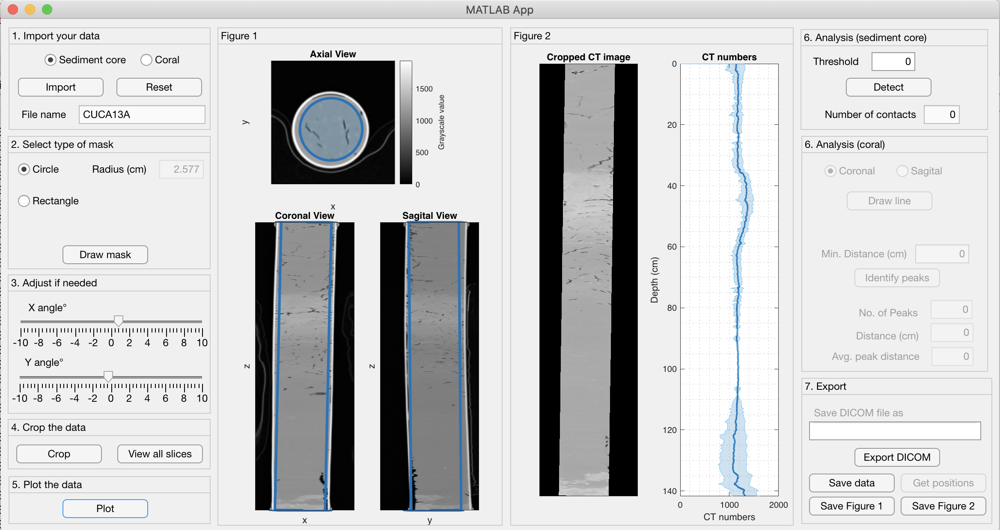 MATLAB App
1. Import your data
Sediment core
Coral
Import
Reset
File name
CUCA13A
2. Select type of mask
Circle
Radius (cm)
2.577
Rectangle
Draw mask
3. Adjust if needed
X angle°
-10 -8 -6 -4 -2 0 2 4 6 8 10
Y angle°
-10 -8 -6 -4 -2 0 2 4 6 8 10
4. Crop the data
Crop
View all slices
5. Plot the data
Plot
Figure 1
Axial View
y
x
1500
1000
500
0
Grayscale value
Coronal View
z
x
Sagital View
z
y
Figure 2
Cropped CT image
CT numbers
0
20
40
60
80
100
120
140
Depth (cm)
0 1000 2000
CT numbers
6. Analysis (sediment core)
Threshold
0
Detect
Number of contacts
0
6. Analysis (coral)
Coronal
Sagital
Draw line
Min. Distance (cm)
0
Identify peaks
No. of Peaks
0
Distance (cm)
0
Avg. peak distance
0
7. Export
Save DICOM file as
Export DICOM
Save data
Get positions
Save Figure 1
Save Figure 2